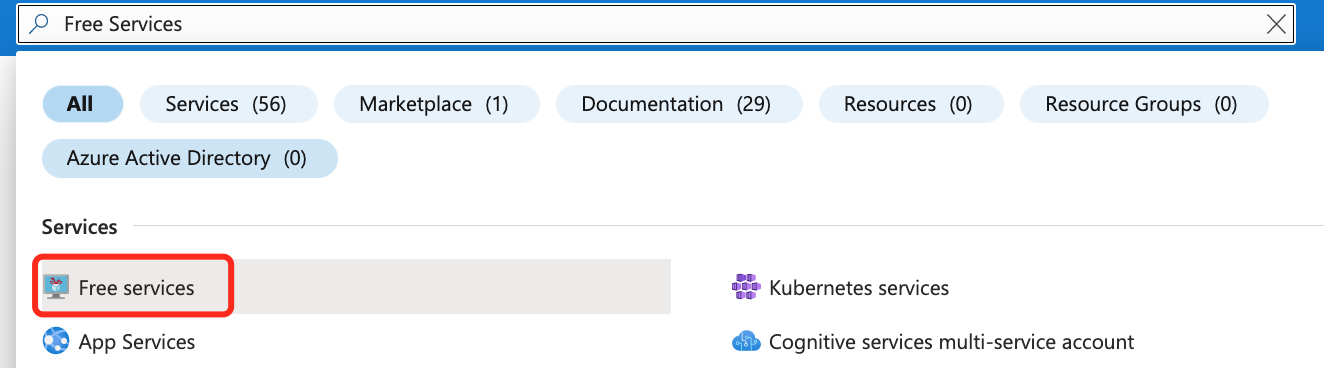 Free Services
All Services (56) Marketplace (1) Documentation (29) Resources (0) Resource Groups (0)
Azure Active Directory (0)
Services
Free services Kubernetes services
App Services Cognitive services multi-service account